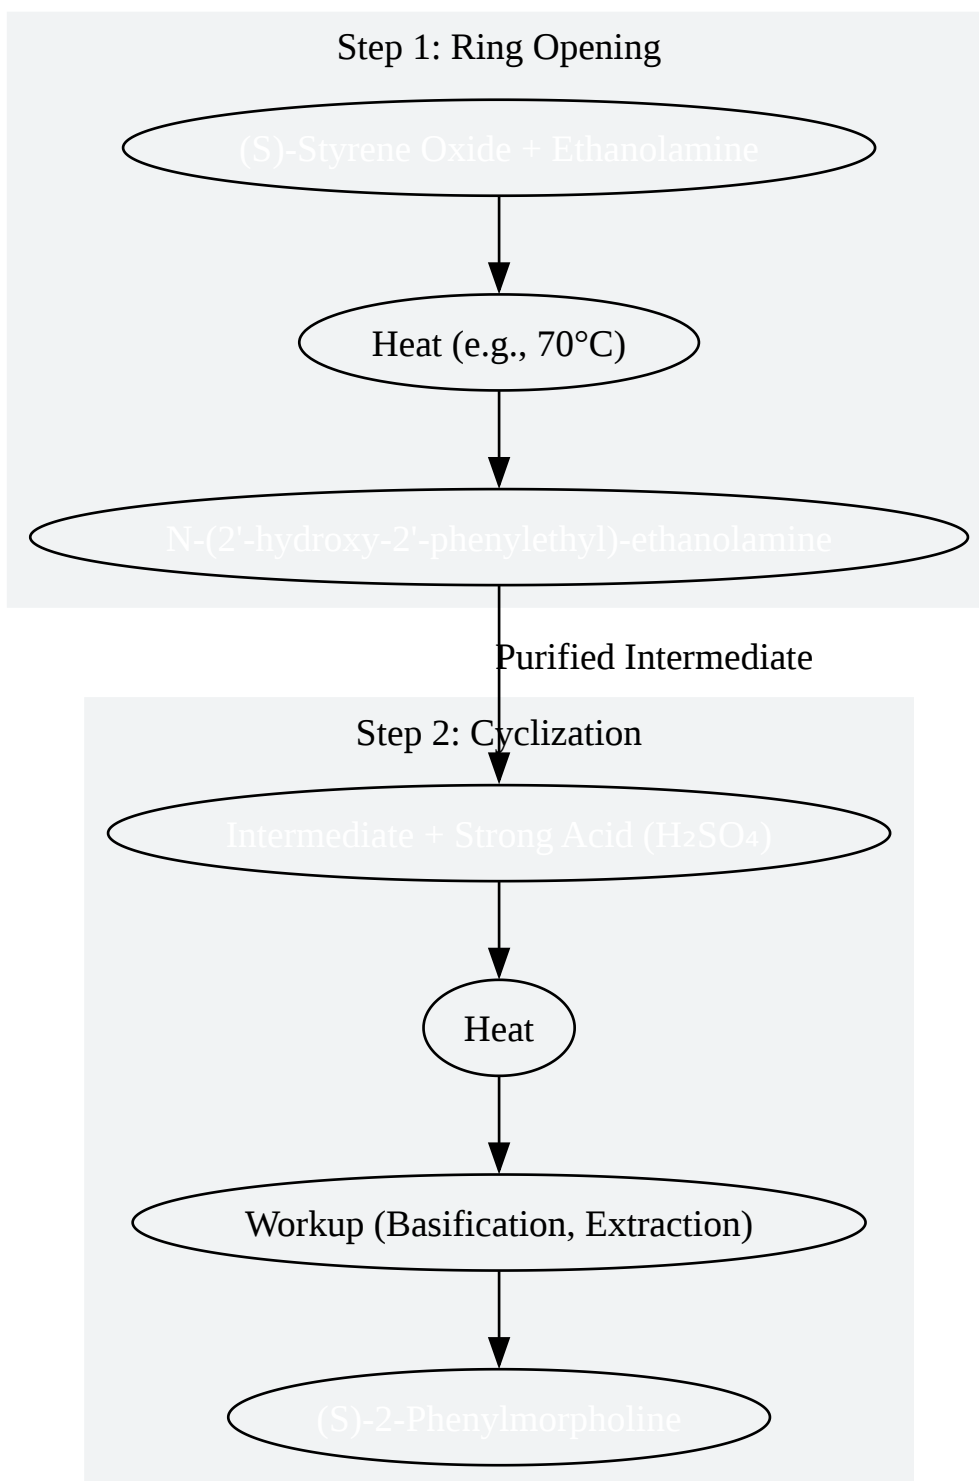 Step 1: Ring Opening
(S)-Styrene Oxide + Ethanolamine
Heat (e.g., 70°C)
N-(2'-hydroxy-2'-phenylethyl)-ethanolamine
Purified Intermediate
Step 2: Cyclization
Intermediate + Strong Acid (H₂SO₄)
Heat
Workup (Basification, Extraction)
(S)-2-Phenylmorpholine